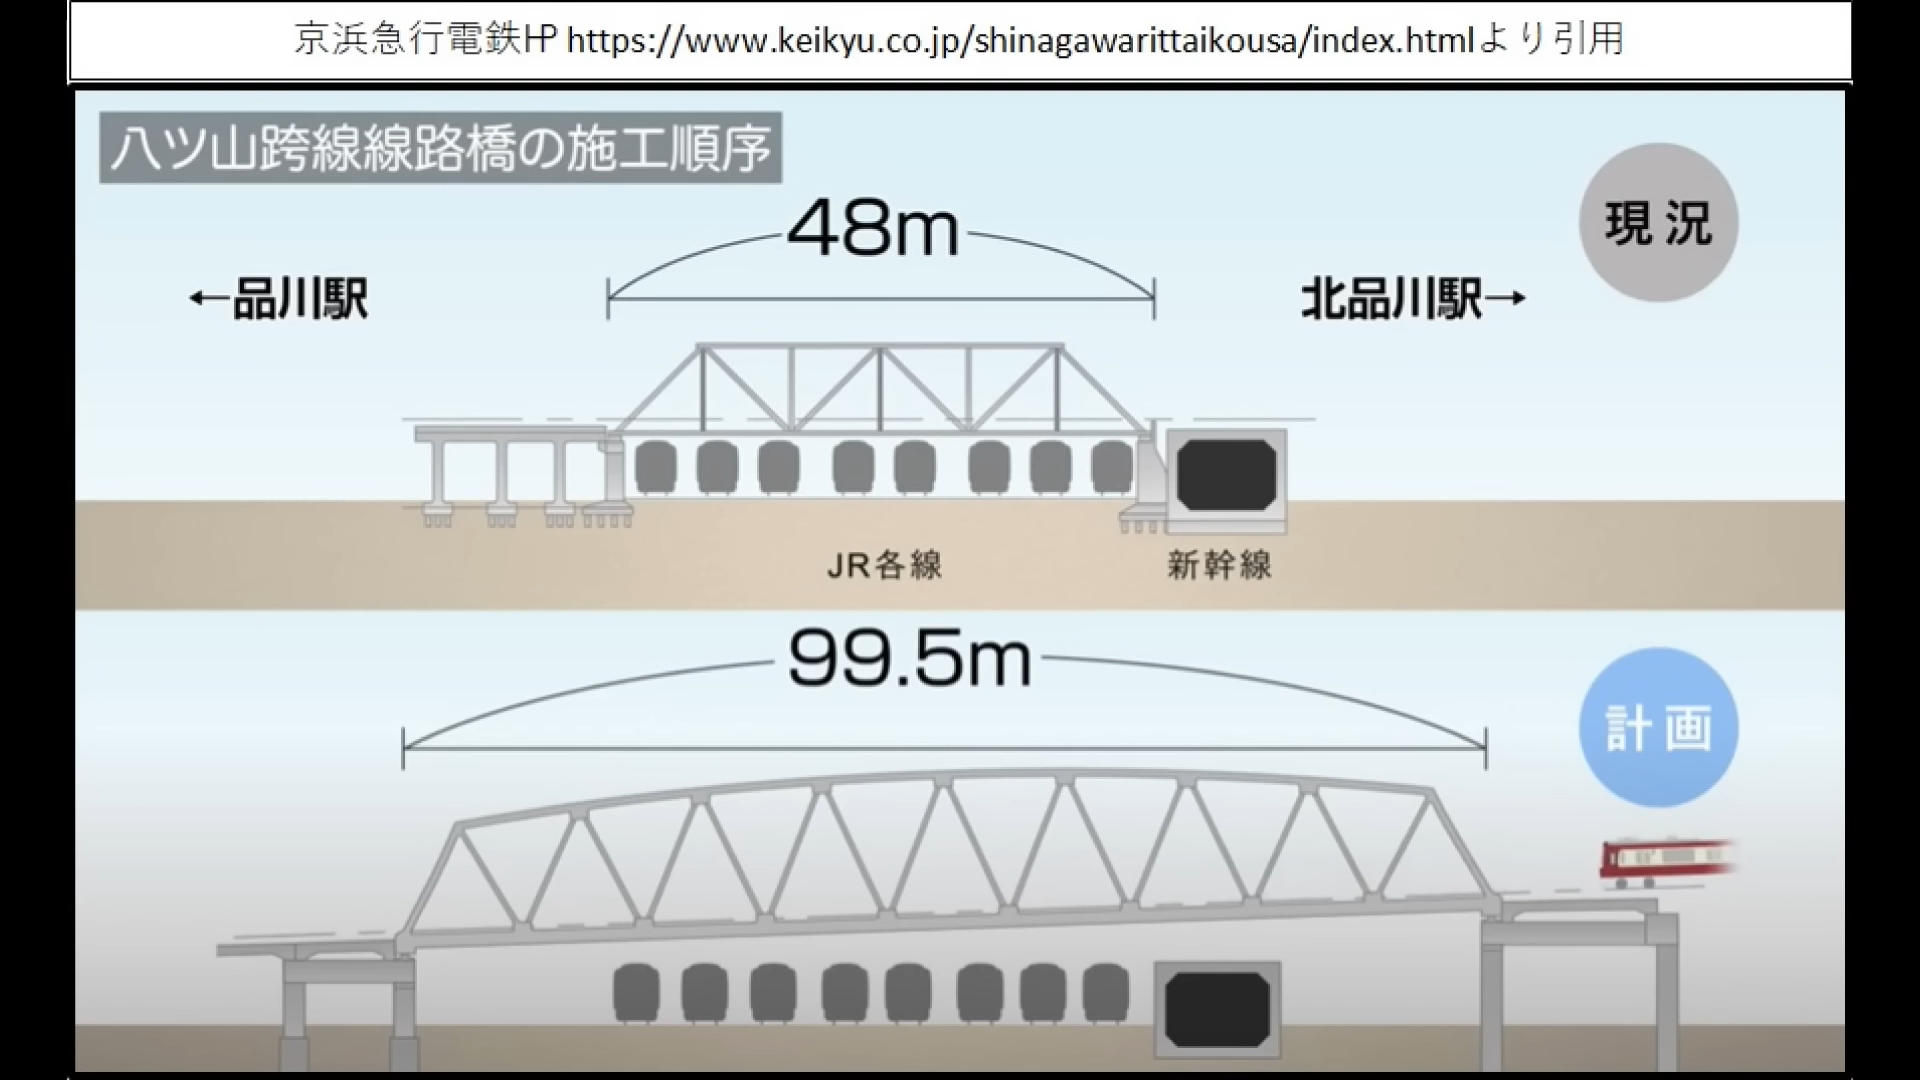 京浜急行電鉄HP https://www.keikyu.co.jp/shinagawarittaikousa/index.htmlより引用
八ツ山跨線線路橋の施工順序
48m
現況
←品川駅
北品川駅→
JR各線
新幹線
99.5m
計画